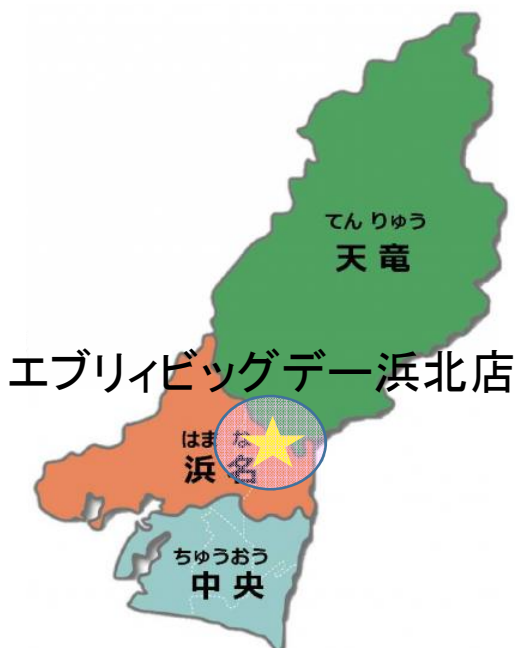 てんりゅう
天竜
エブリィビッグデー浜北店
はまな
浜名
ちゅうおう
中央